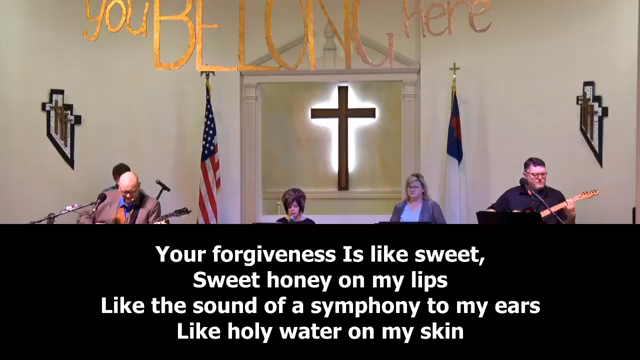 you BELONG here
Your forgiveness Is like sweet,
Sweet honey on my lips
Like the sound of a symphony to my ears
Like holy water on my skin